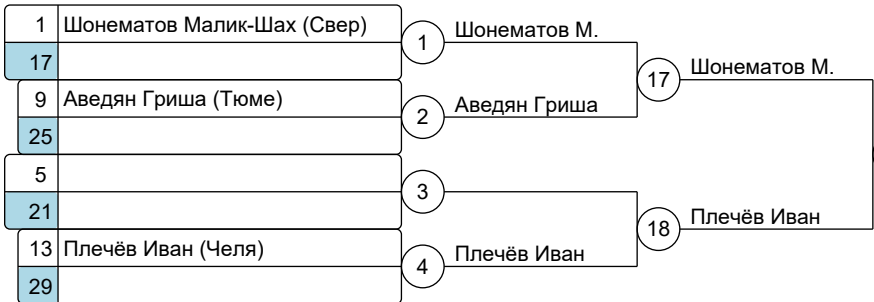 1 Шонематов Малик-Шах (Свер)
17
1
Шонематов М.
9 Аведян Гриша (Тюме)
25
2
Аведян Гриша
17
Шонематов М.
5
21
3
13 Плечёв Иван (Челя)
29
4
Плечёв Иван
18
Плечёв Иван